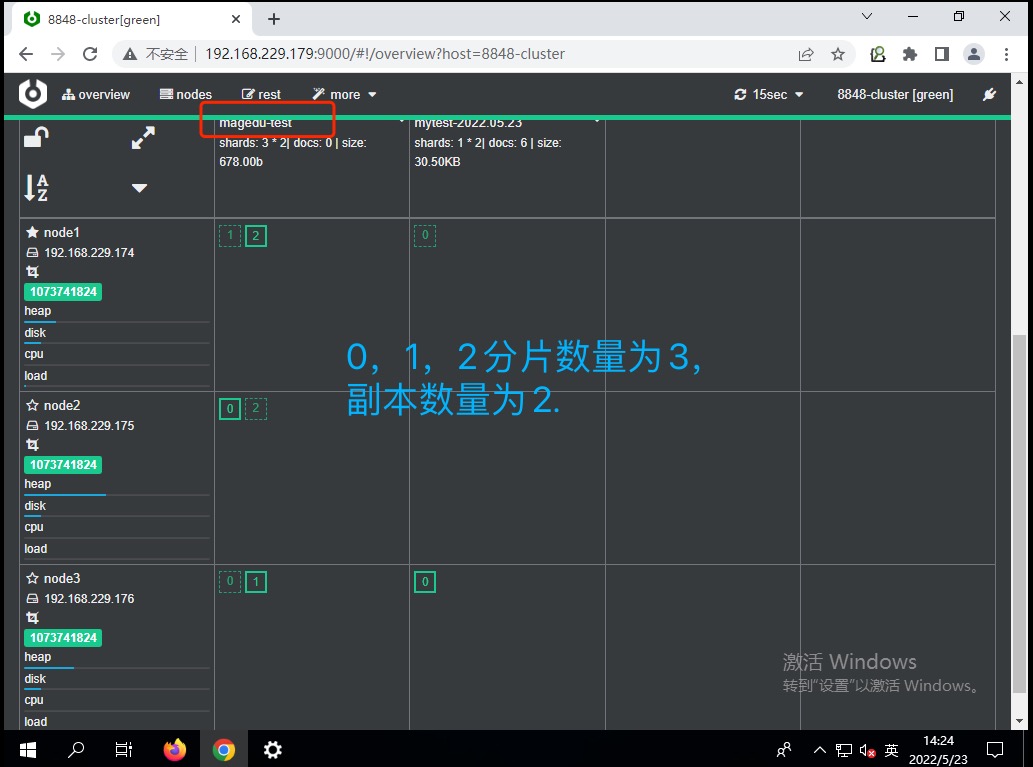 8848-cluster[green]
不安全
192.168.229.179:9000/#!/overview?host=8848-cluster
overview
nodes
rest
more
15sec
8848-cluster [green]
magedu-test
shards: 3 * 2| docs: 0 | size: 
678.00b
mytest-2022.05.23
shards: 1 * 2| docs: 6 | size: 
30.50KB
A
Z
node1
192.168.229.174
1073741824
heap
disk
cpu
load
1 2
0
0，1，2分片数量为3，
副本数量为2.
node2
192.168.229.175
1073741824
heap
disk
cpu
load
0 2
node3
192.168.229.176
1073741824
heap
disk
cpu
load
0 1
0
激活 Windows
转到“设置”以激活 Windows。
英
14:24
2022/5/23